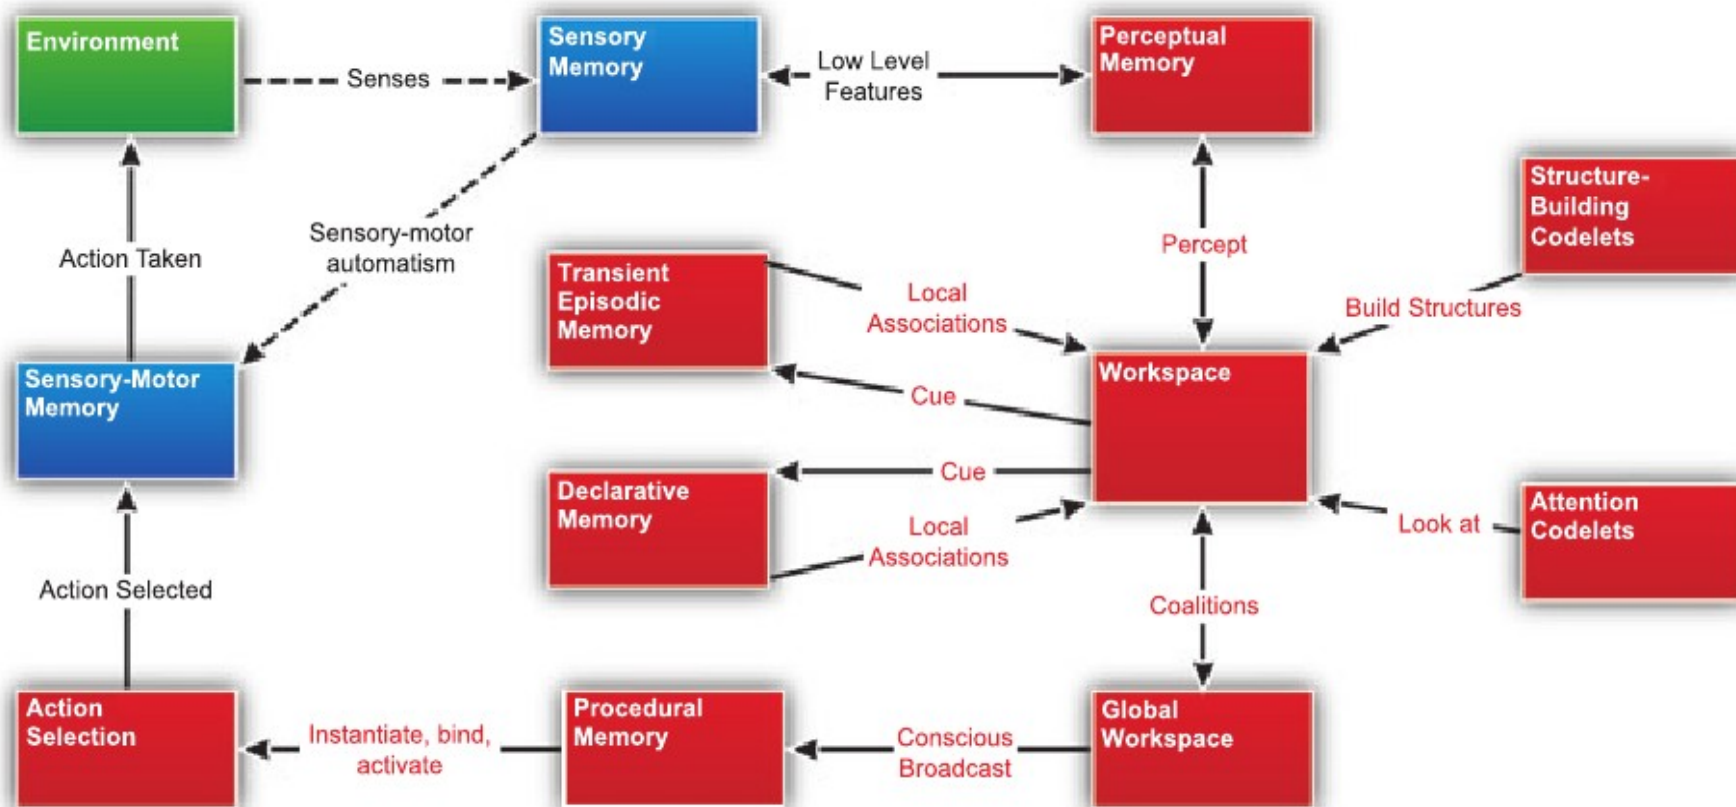 Environment
Senses
Sensory
Memory
Low Level
Features
Perceptual
Memory
Structure-
Building
Codelets
Action Taken
Sensory-motor
automatism
Percept
Transient
Episodic
Memory
Local
Associations
Build Structures
Sensory-Motor
Memory
Cue
Workspace
Declarative
Memory
Cue
Local
Associations
Look at
Attention
Codelets
Action Selected
Coalitions
Action
Selection
Instantiate, bind,
activate
Procedural
Memory
Conscious
Broadcast
Global
Workspace